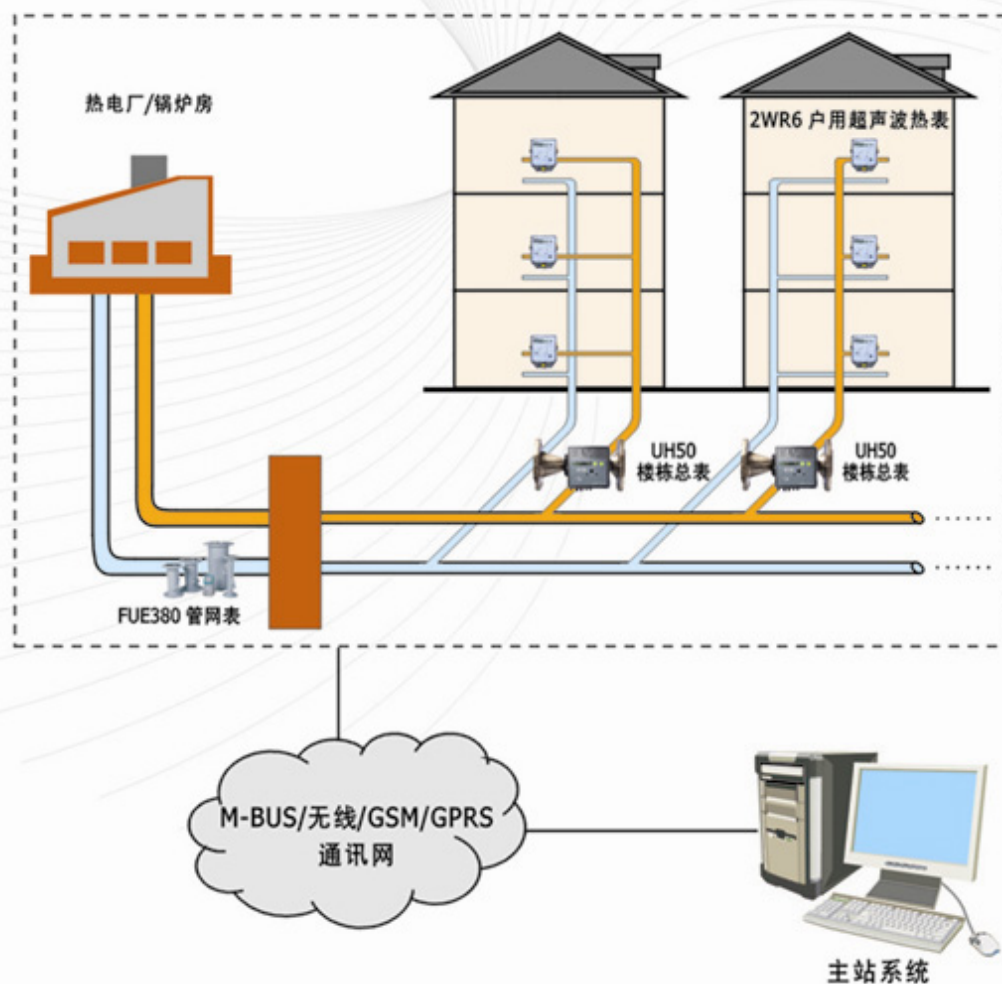 热电厂/锅炉房
2WR6 户用超声波热表
UH50
楼栋总表
UH50
楼栋总表
FUE380 管网表
M-BUS/无线/GSM/GPRS
通讯网
主站系统